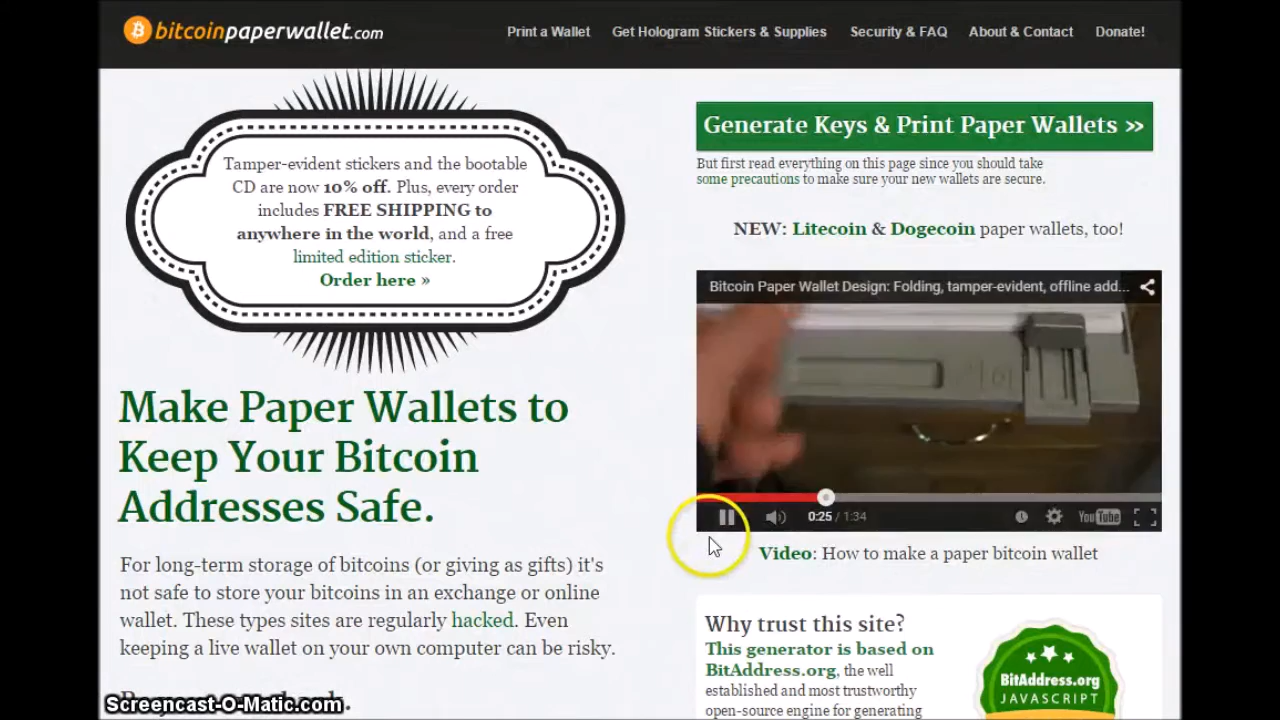 bitcoinpaperwallet.com
Print a Wallet
Get Hologram Stickers & Supplies
Security & FAQ
About & Contact
Donate!
Tamper-evident stickers and the bootable
CD are now 10% off. Plus, every order
includes FREE SHIPPING to
anywhere in the world, and a free
limited edition sticker.
Order here »
Make Paper Wallets to
Keep Your Bitcoin
Addresses Safe.
For long-term storage of bitcoins (or giving as gifts) it's
not safe to store your bitcoins in an exchange or online
wallet. These types sites are regularly hacked. Even
keeping a live wallet on your own computer can be risky.
Generate Keys & Print Paper Wallets »
But first read everything on this page since you should take
some precautions to make sure your new wallets are secure.
NEW: Litecoin & Dogecoin paper wallets, too!
Bitcoin Paper Wallet Design: Folding, tamper-evident, offline add...
0:25 / 1:34
YouTube
Video: How to make a paper bitcoin wallet
Why trust this site?
This generator is based on
BitAddress.org, the well
established and most trustworthy
open-source engine for generating
BitAddress.org
JAVASCRIPT
Screencast-O-Matic.com